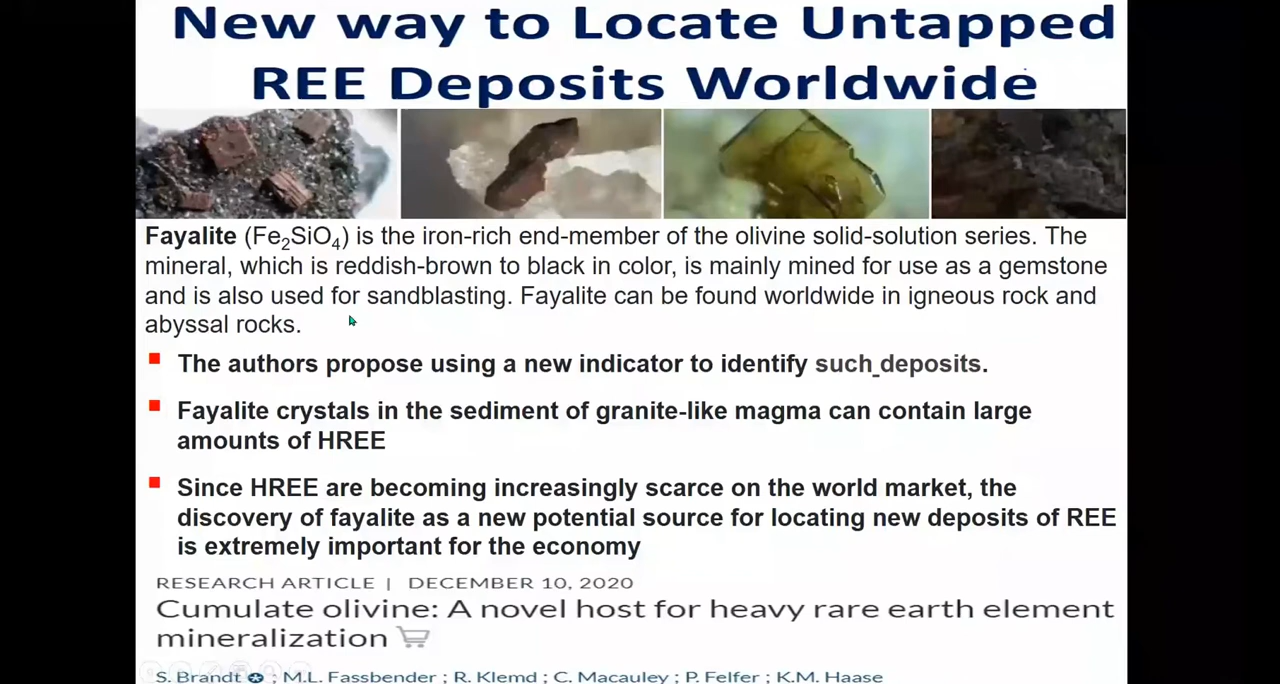 New way to Locate Untapped
REE Deposits Worldwide
Fayalite (Fe₂SiO₄) is the iron-rich end-member of the olivine solid-solution series. The
mineral, which is reddish-brown to black in color, is mainly mined for use as a gemstone
and is also used for sandblasting. Fayalite can be found worldwide in igneous rock and
abyssal rocks.
The authors propose using a new indicator to identify such deposits.
Fayalite crystals in the sediment of granite-like magma can contain large
amounts of HREE
Since HREE are becoming increasingly scarce on the world market, the
discovery of fayalite as a new potential source for locating new deposits of REE
is extremely important for the economy
RESEARCH ARTICLE | DECEMBER 10, 2020
Cumulate olivine: A novel host for heavy rare earth element
mineralization
S. Brandt ; M.L. Fassbender ; R. Klemd ; C. Macauley ; P. Felfer ; K.M. Haase